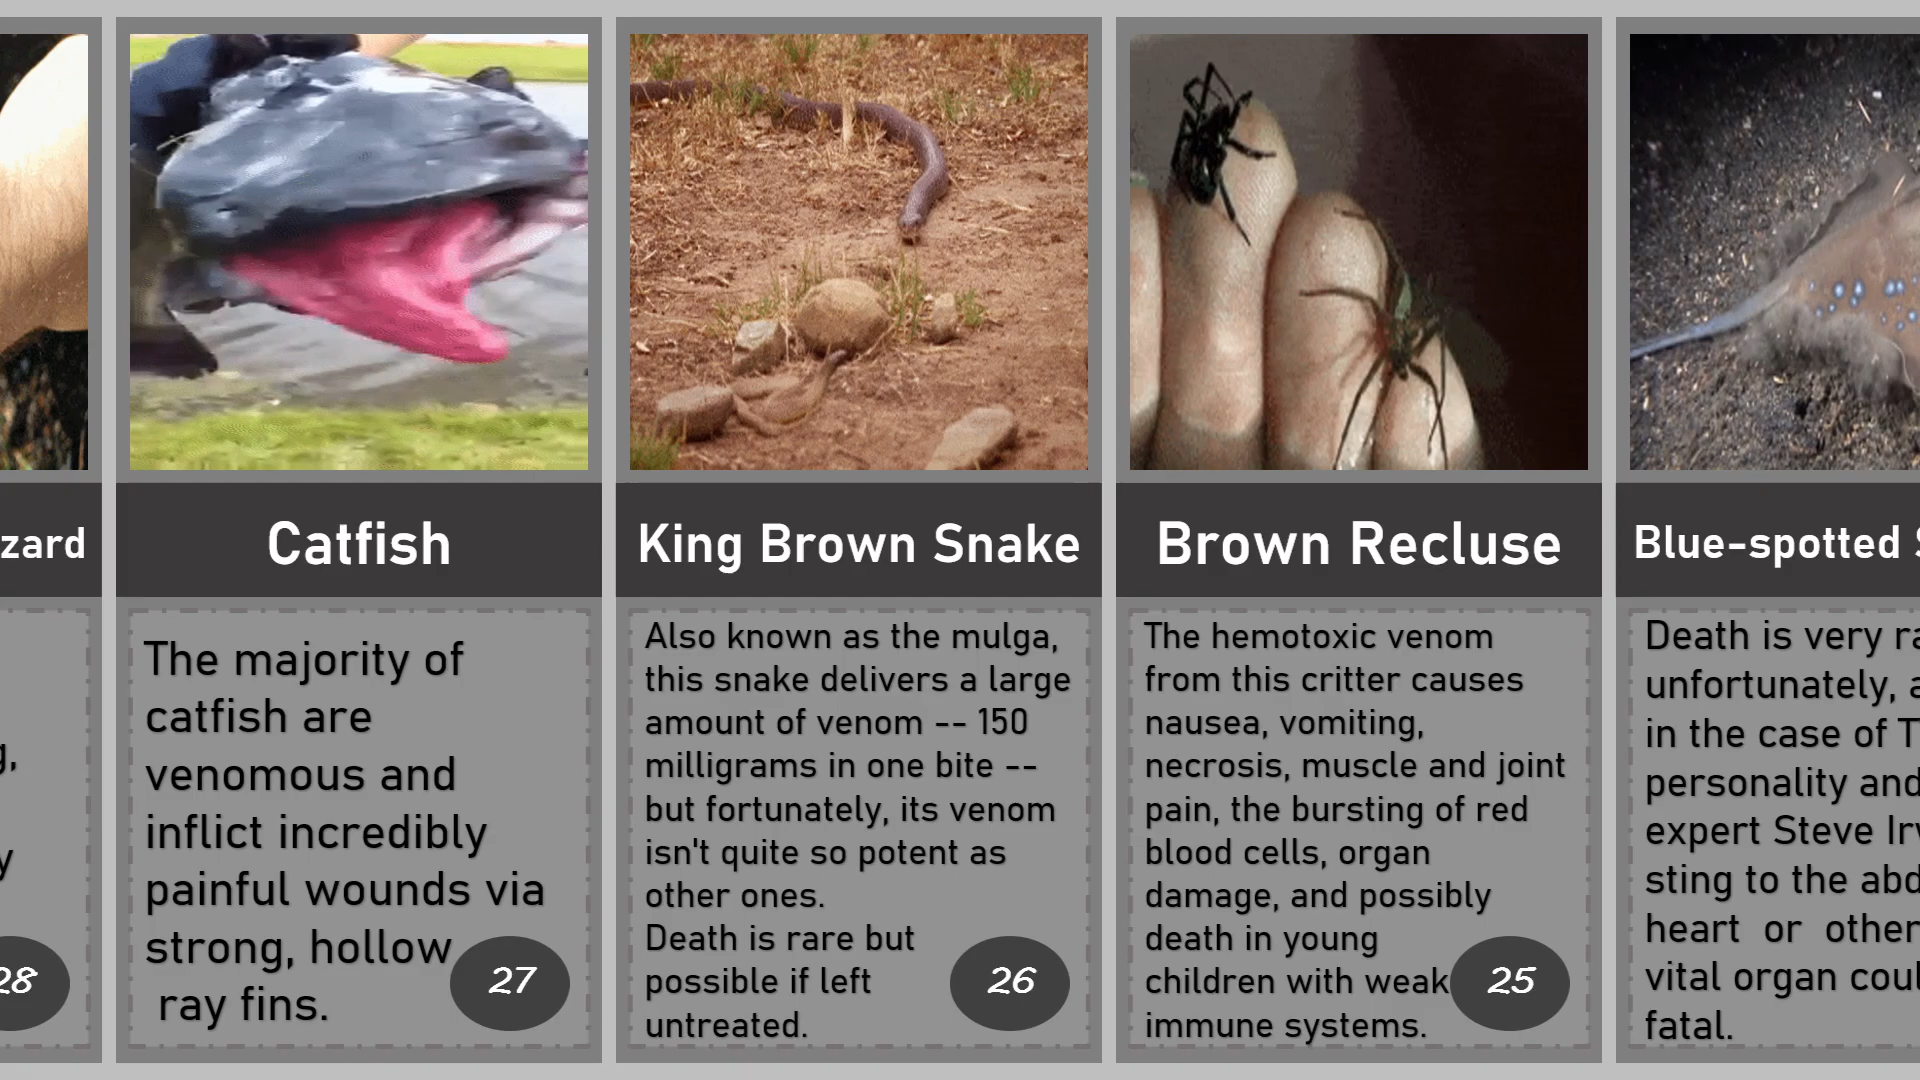 zard
28
Catfish
The majority of
catfish are
venomous and
inflict incredibly
painful wounds via
strong, hollow
ray fins.
27
King Brown Snake
Also known as the mulga,
this snake delivers a large
amount of venom -- 150
milligrams in one bite --
but fortunately, its venom
isn't quite so potent as
other ones.
Death is rare but
possible if left
untreated.
26
Brown Recluse
The hemotoxic venom
from this critter causes
nausea, vomiting,
necrosis, muscle and joint
pain, the bursting of red
blood cells, organ
damage, and possibly
death in young
children with weak
immune systems.
25
Blue-spotted
Death is very
unfortunately,
in the case of
personality and
expert Steve
sting to the
heart or other
vital organ
fatal.